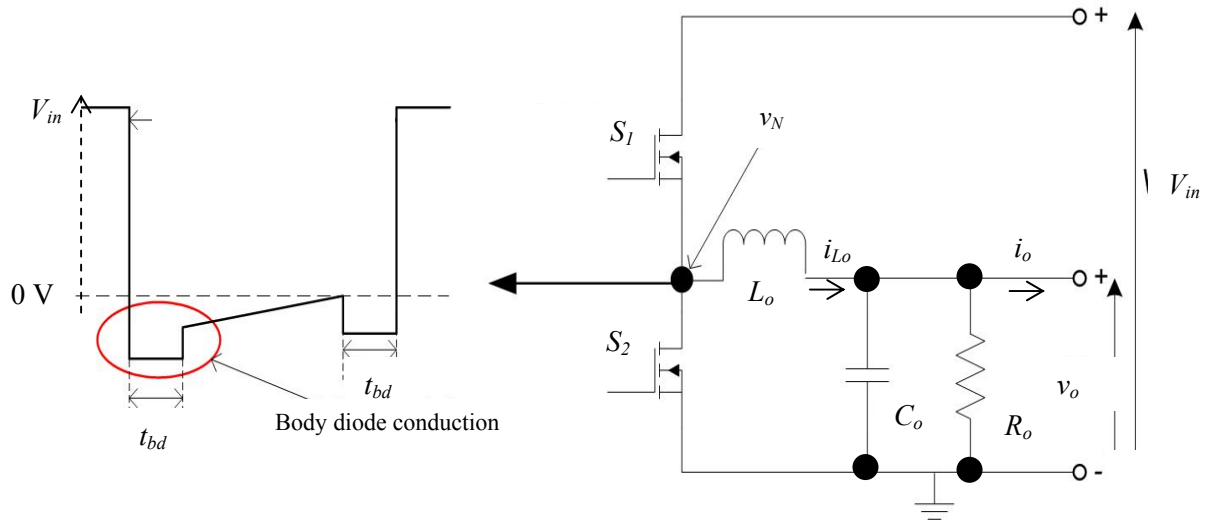 V_in
0 V
t_bd
t_bd
Body diode conduction
S_1
v_N
S_2
L_o
i_Lo
i_o
C_o
R_o
v_o
V_in
+
+
-